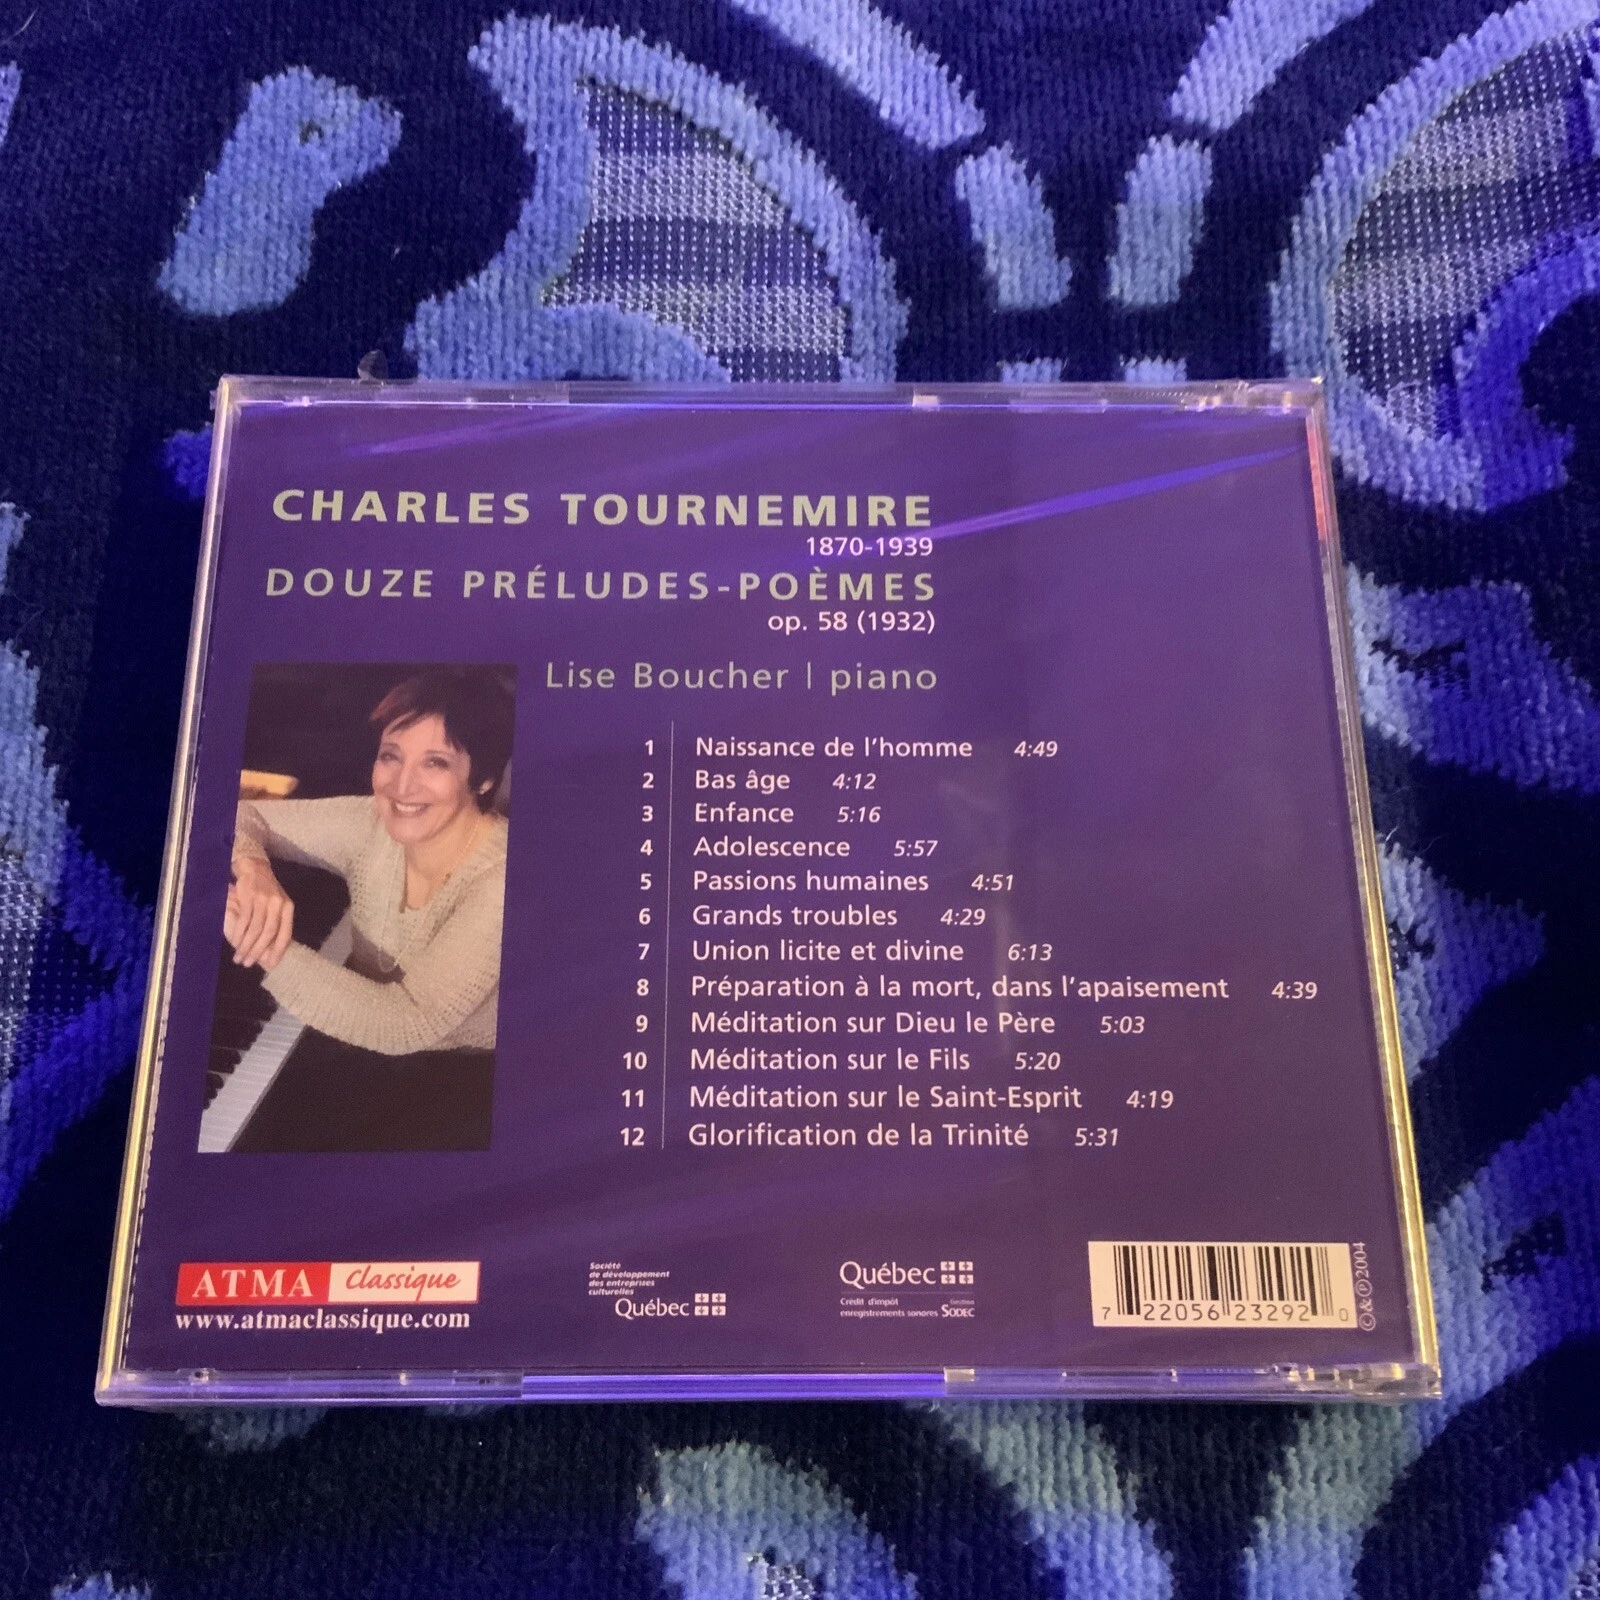 CHARLES TOURNEMIRE
1870-1939
DOUZE PRÉLUDES-POÈMES
op. 58 (1932)
Lise Boucher | piano
1 Naissance de l'homme 4:49
2 Bas âge 4:12
3 Enfance 5:16
4 Adolescence 5:57
5 Passions humaines 4:51
6 Grands troubles 4:29
7 Union licite et divine 6:13
8 Préparation à la mort, dans l'apaisement 4:39
9 Méditation sur Dieu le Père 5:03
10 Méditation sur le Fils 5:20
11 Méditation sur le Saint-Esprit 4:19
12 Glorification de la Trinité 5:31
ATMA Classique
www.atmaclassique.com
Société
de développement
des entreprises
culturelles
Québec
Québec
Crédit d'impôt
enregistrements sonores
Gestion
SODEC
7 22056 23292 0
©&℗2004